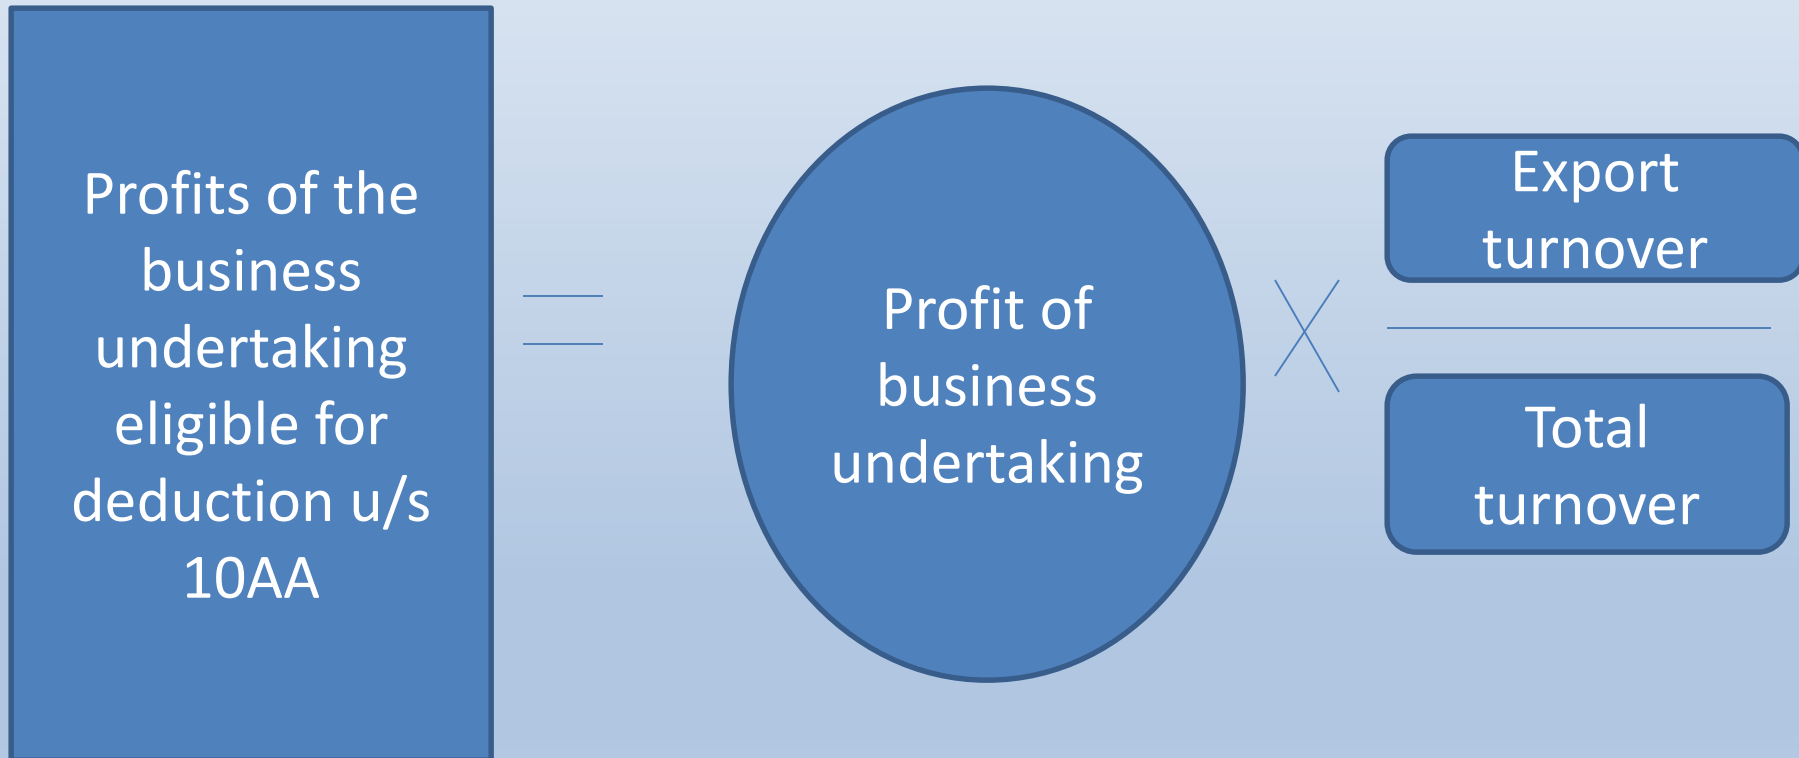 Profits of the
business
undertaking
eligible for
deduction u/s
10AA
Profit of
business
undertaking
Export
turnover
Total
turnover